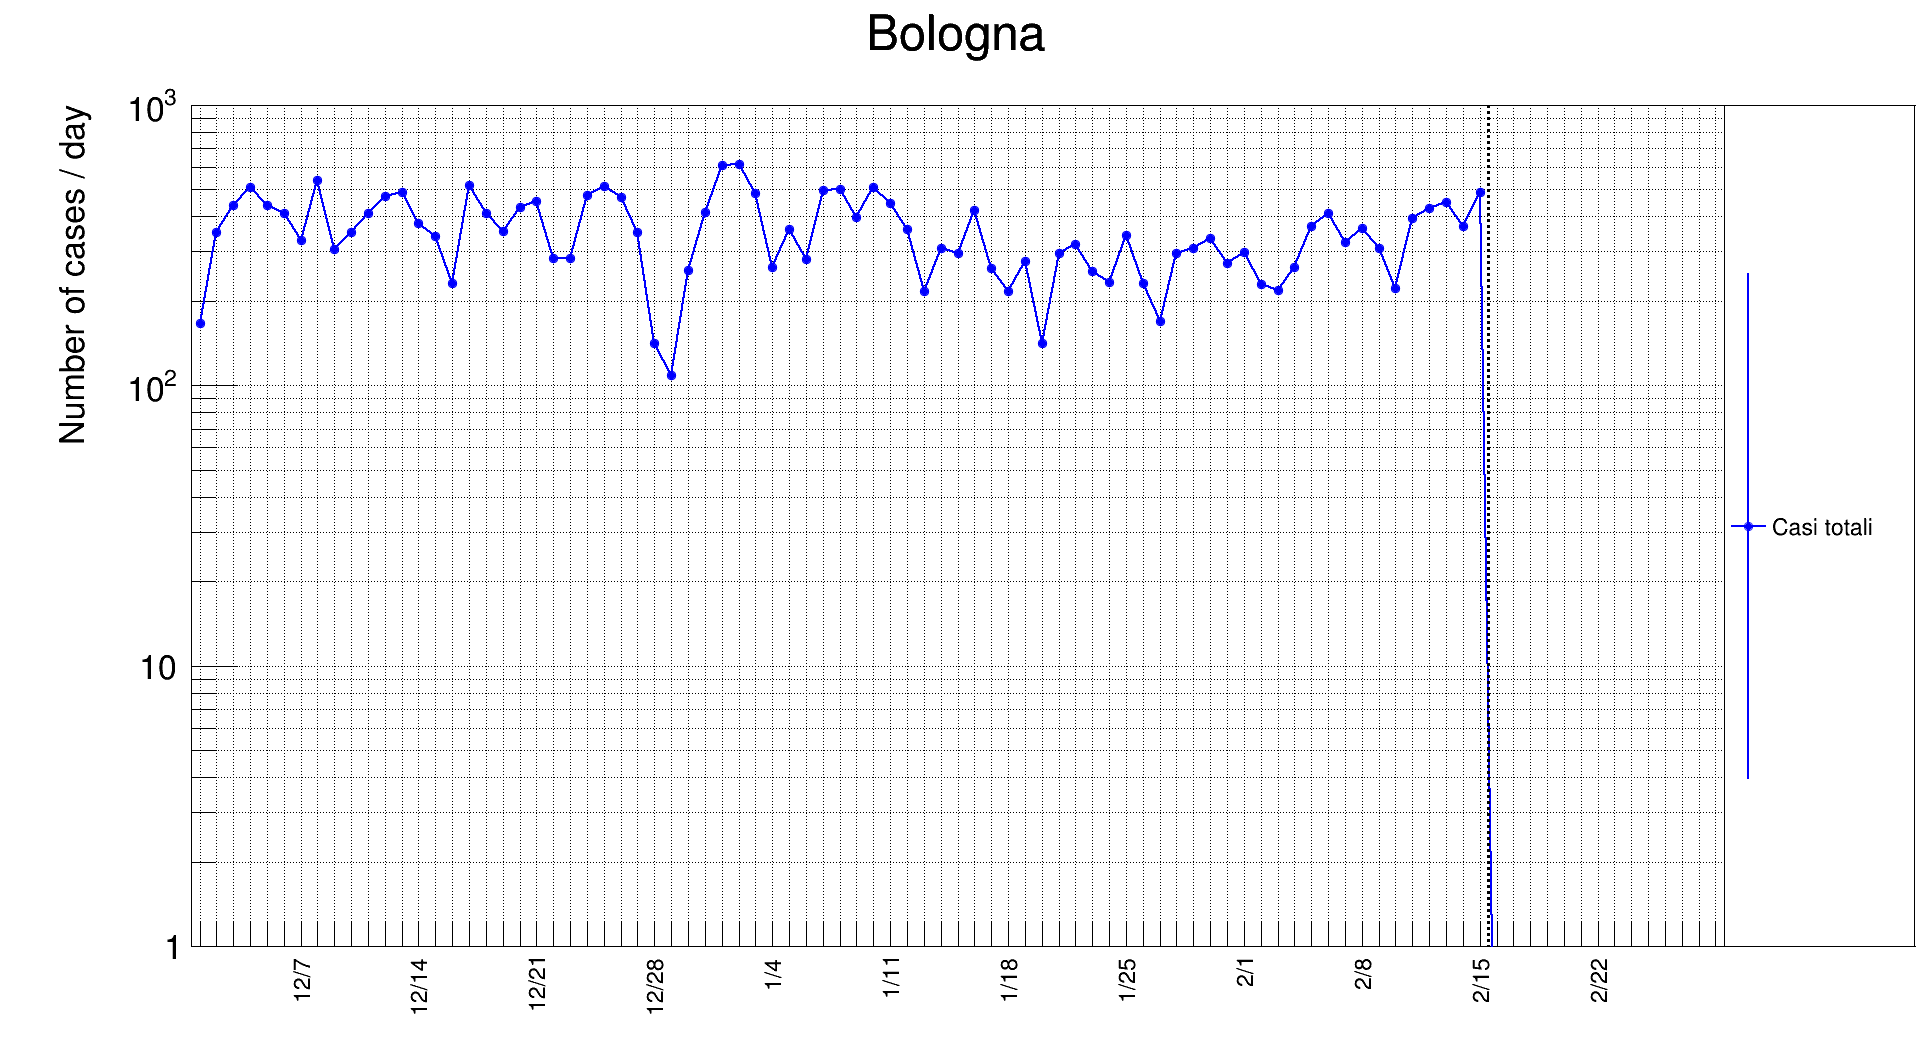 Bologna
Number of cases / day
10³
10²
10
1
12/7 12/14 12/21 12/28 1/4 1/11 1/18 1/25 2/1 2/8 2/15 2/22
Casi totali